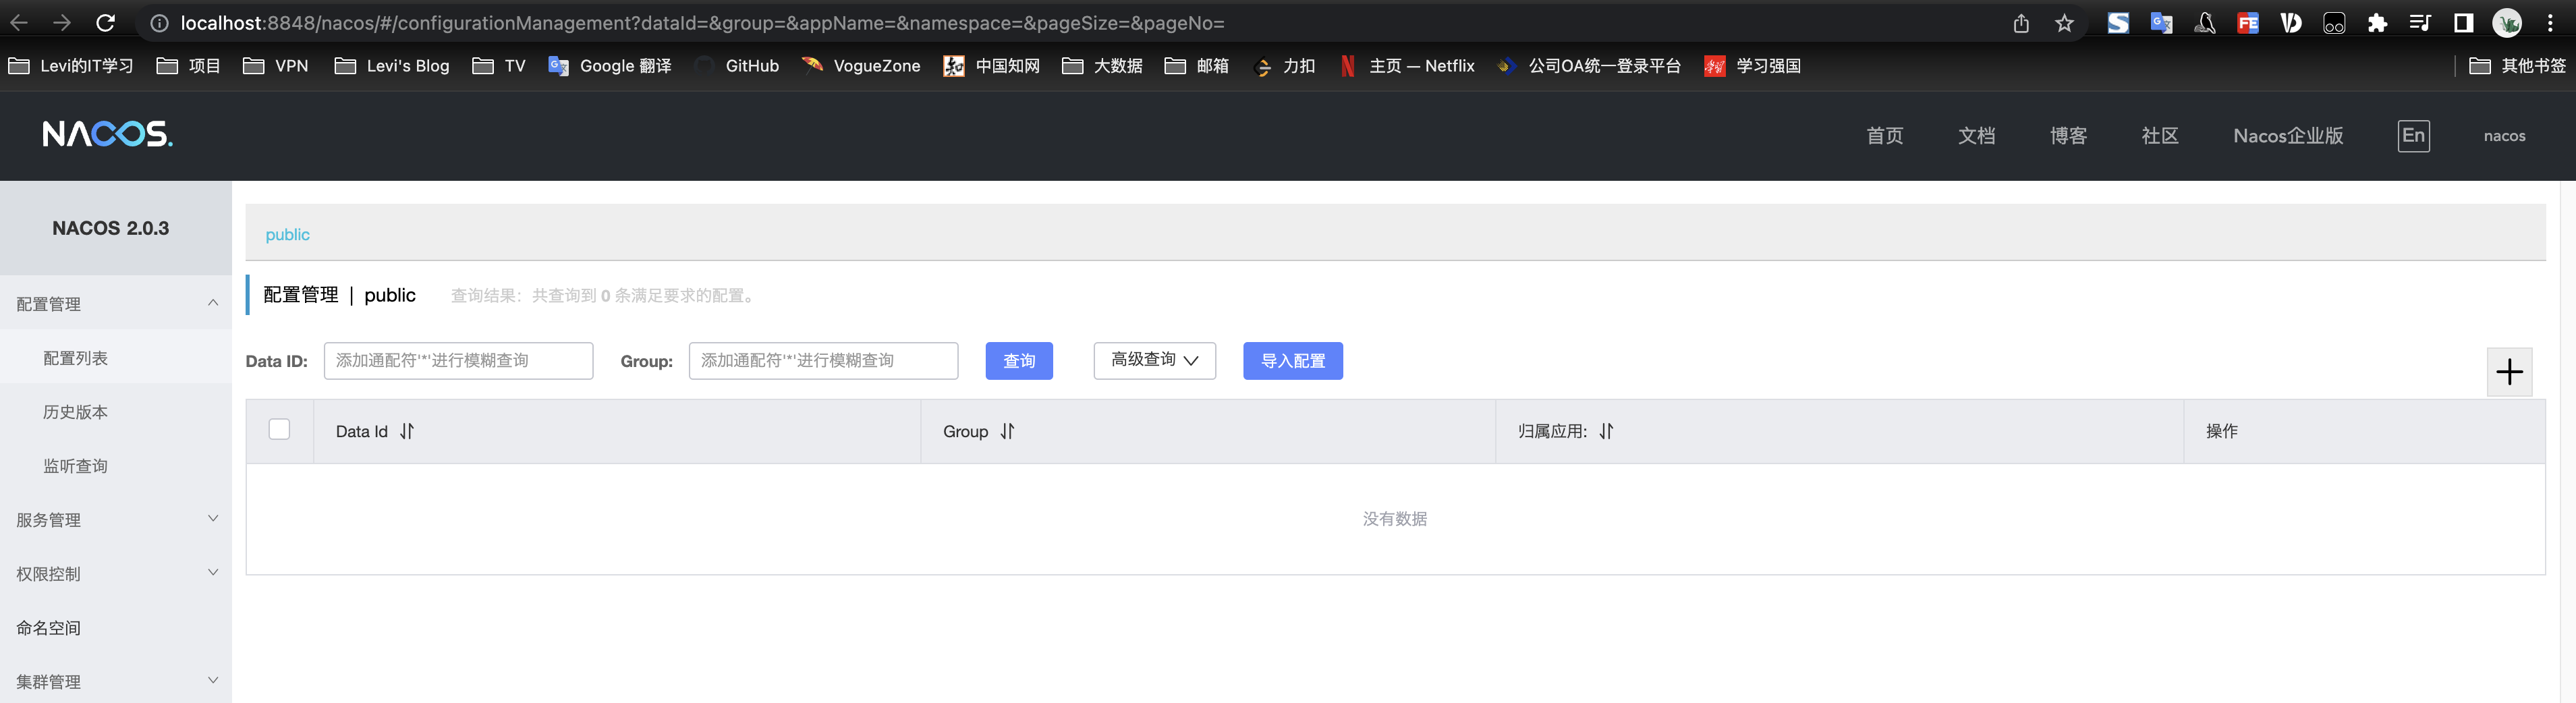 localhost:8848/nacos/#/configurationManagement?dataId=&group=&appName=&namespace=&pageSize=&pageNo=
Levi的IT学习 项目 VPN Levi's Blog TV Google 翻译 GitHub VogueZone 中国知网 大数据 邮箱 力扣 主页 — Netflix 公司OA统一登录平台 学习强国 其他书签
NACOS. 首页 文档 博客 社区 Nacos企业版 En nacos
NACOS 2.0.3
配置管理
配置列表
历史版本
监听查询
服务管理
权限控制
命名空间
集群管理
public
配置管理 | public 查询结果：共查询到 0 条满足要求的配置。
Data ID: 添加通配符'*'进行模糊查询 Group: 添加通配符'*'进行模糊查询 查询 高级查询 导入配置
Data Id Group 归属应用: 操作
没有数据